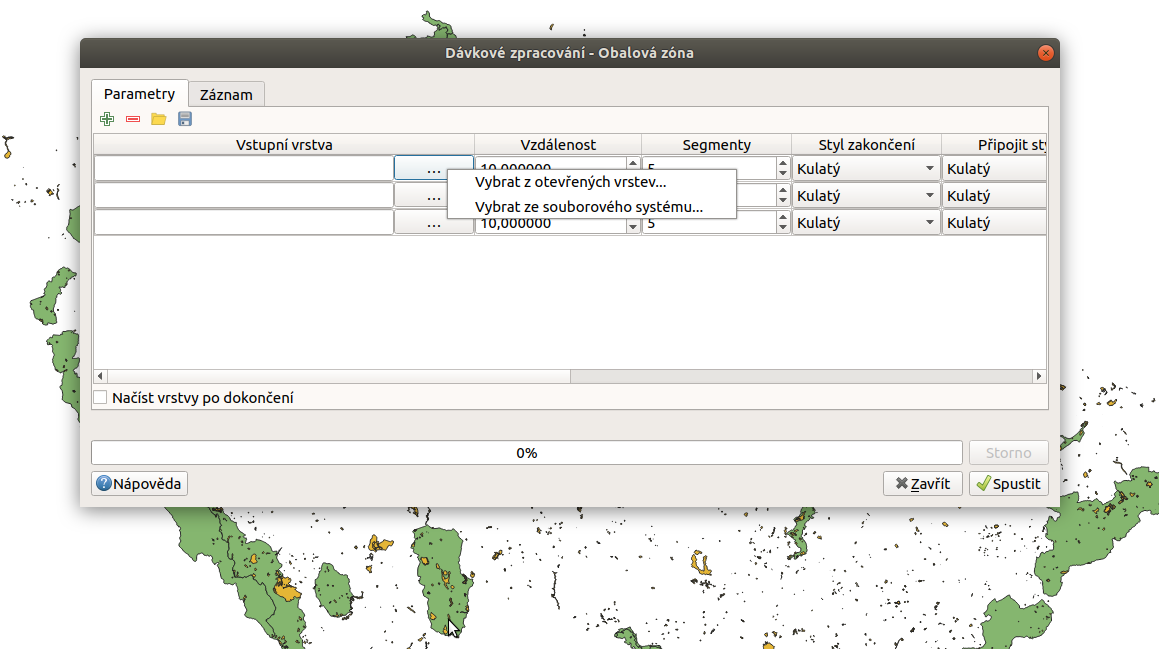 Dávkové zpracování - Obalová zóna
Parametry Záznam
Vstupní vrstva Vzdálenost Segmenty Styl zakončení Připojit sty
... 10,000000 5 Kulatý Kulatý
Vybrat z otevřených vrstev...
... Kulatý Kulatý
Vybrat ze souborového systému...
... 10,000000 5 Kulatý Kulatý
Načíst vrstvy po dokončení
0% Storno
Nápověda Zavřít Spustit